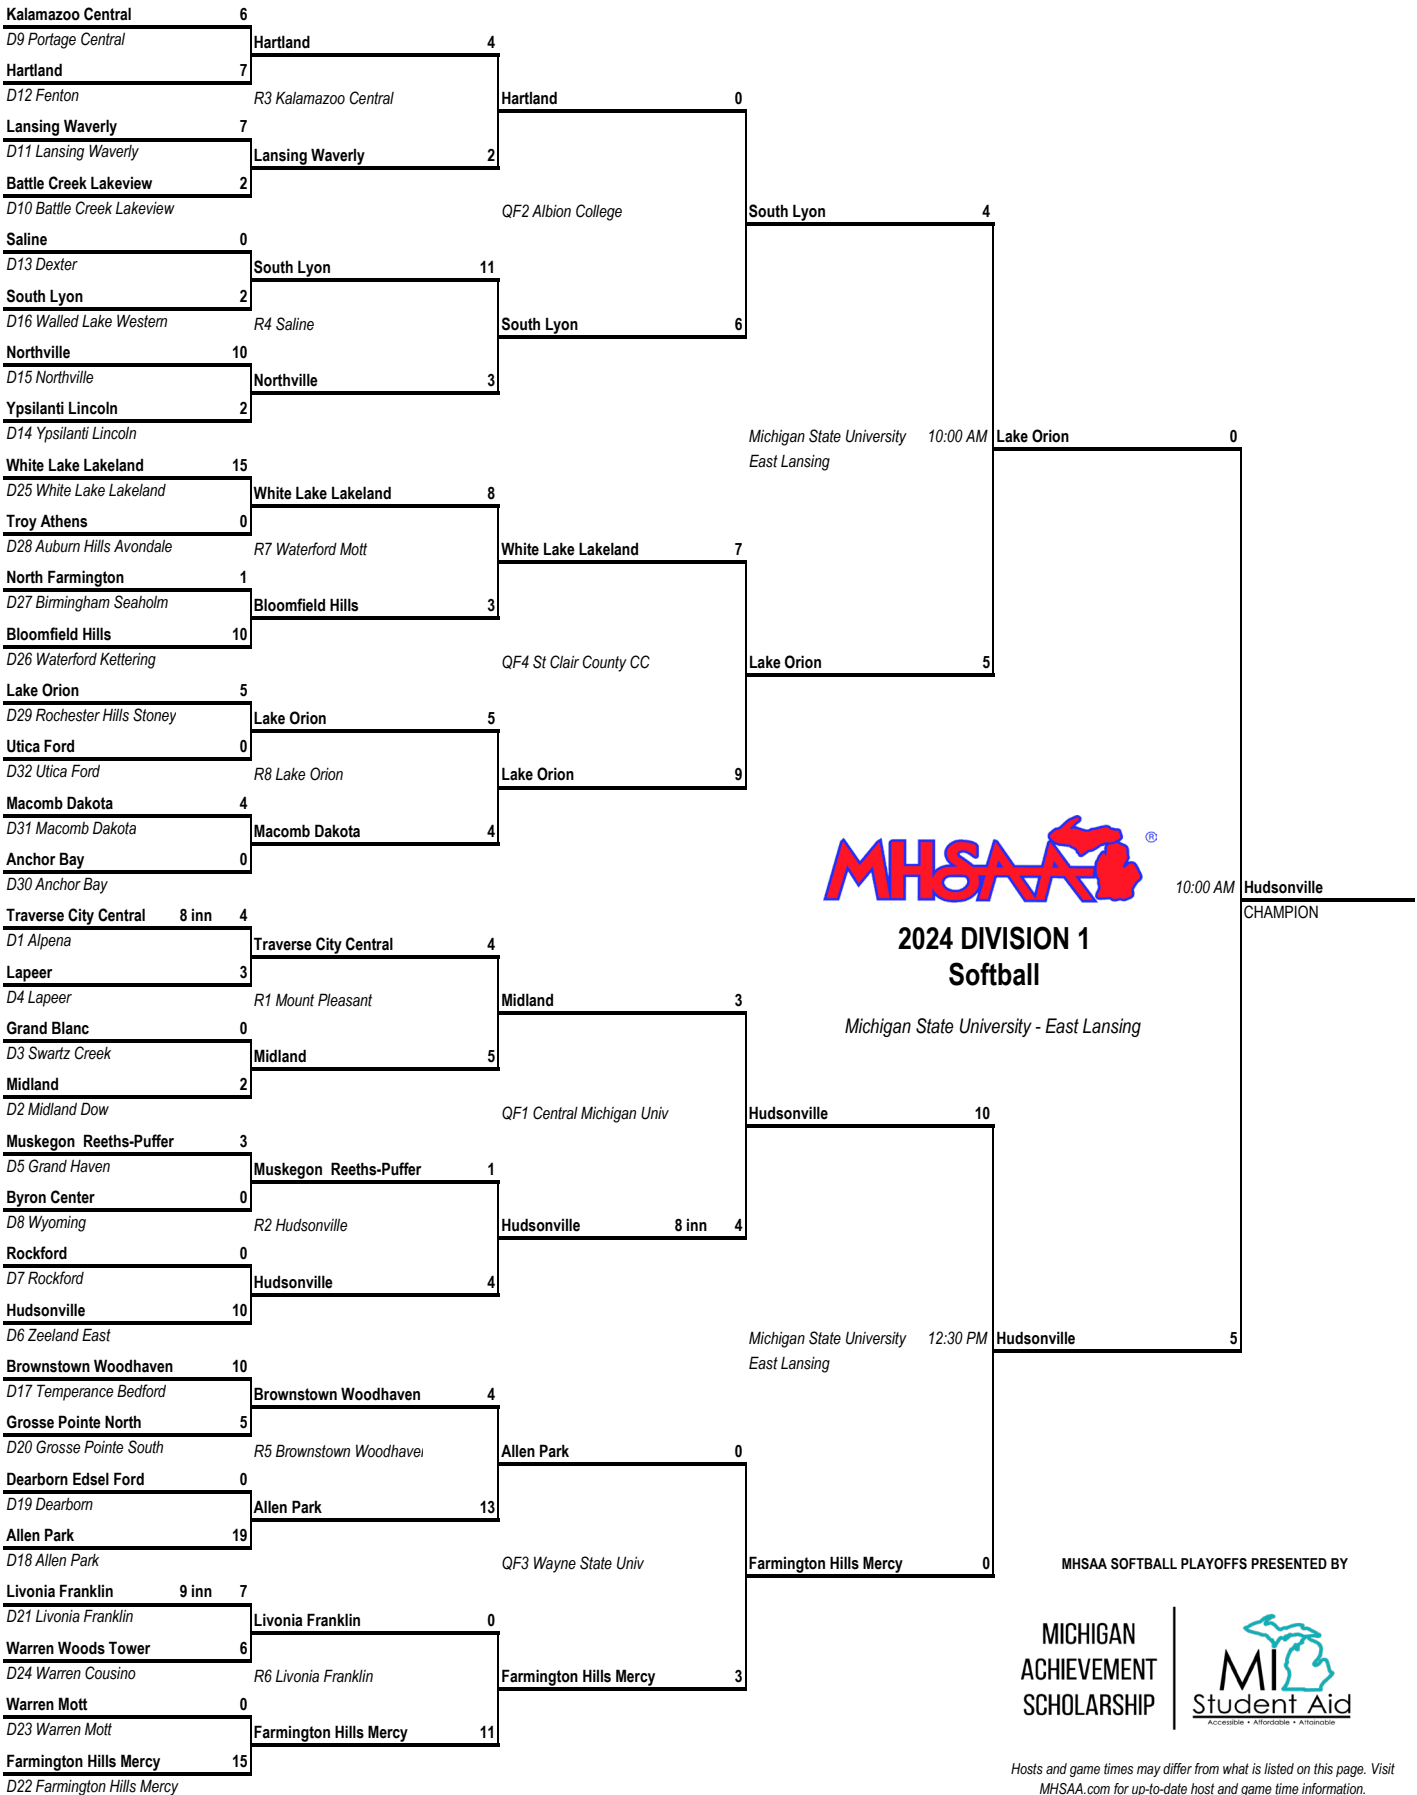 Kalamazoo Central 6
D9 Portage Central
Hartland 4
Hartland 7
D12 Fenton
R3 Kalamazoo Central
Hartland 0
Lansing Waverly 7
D11 Lansing Waverly
Lansing Waverly 2
Battle Creek Lakeview 2
D10 Battle Creek Lakeview
QF2 Albion College
South Lyon 4
Saline 0
D13 Dexter
South Lyon 11
South Lyon 2
D16 Walled Lake Western
R4 Saline
South Lyon 6
Northville 10
D15 Northville
Northville 3
Ypsilanti Lincoln 2
D14 Ypsilanti Lincoln
Michigan State University 10:00 AM
East Lansing
Lake Orion 0
White Lake Lakeland 15
D25 White Lake Lakeland
White Lake Lakeland 8
Troy Athens 0
D28 Auburn Hills Avondale
R7 Waterford Mott
White Lake Lakeland 7
North Farmington 1
D27 Birmingham Seaholm
Bloomfield Hills 3
Bloomfield Hills 10
D26 Waterford Kettering
QF4 St Clair County CC
Lake Orion 5
Lake Orion 5
D29 Rochester Hills Stoney
Lake Orion 5
Utica Ford 0
D32 Utica Ford
R8 Lake Orion
Lake Orion 9
Macomb Dakota 4
D31 Macomb Dakota
Macomb Dakota 4
Anchor Bay 0
D30 Anchor Bay
MHSAA ®
10:00 AM
Hudsonville
CHAMPION
2024 DIVISION 1
Softball
Michigan State University - East Lansing
Traverse City Central 8 inn 4
D1 Alpena
Traverse City Central 4
Lapeer 3
D4 Lapeer
R1 Mount Pleasant
Midland 3
Grand Blanc 0
D3 Swartz Creek
Midland 5
Midland 2
D2 Midland Dow
QF1 Central Michigan Univ
Hudsonville 10
Muskegon  Reeths-Puffer 3
D5 Grand Haven
Muskegon  Reeths-Puffer 1
Byron Center 0
D8 Wyoming
R2 Hudsonville
Hudsonville 8 inn 4
Rockford 0
D7 Rockford
Hudsonville 4
Hudsonville 10
D6 Zeeland East
Michigan State University 12:30 PM
East Lansing
Hudsonville 5
Brownstown Woodhaven 10
D17 Temperance Bedford
Brownstown Woodhaven 4
Grosse Pointe North 5
D20 Grosse Pointe South
R5 Brownstown Woodhave
Allen Park 0
Dearborn Edsel Ford 0
D19 Dearborn
Allen Park 13
Allen Park 19
D18 Allen Park
QF3 Wayne State Univ
Farmington Hills Mercy 0
Livonia Franklin 9 inn 7
D21 Livonia Franklin
Livonia Franklin 0
Warren Woods Tower 6
D24 Warren Cousino
R6 Livonia Franklin
Farmington Hills Mercy 3
Warren Mott 0
D23 Warren Mott
Farmington Hills Mercy 11
Farmington Hills Mercy 15
D22 Farmington Hills Mercy
MHSAA SOFTBALL PLAYOFFS PRESENTED BY
MICHIGAN
ACHIEVEMENT
SCHOLARSHIP
MI
Student Aid
Accessible • Affordable • Attainable
Hosts and game times may differ from what is listed on this page. Visit
MHSAA.com for up-to-date host and game time information.